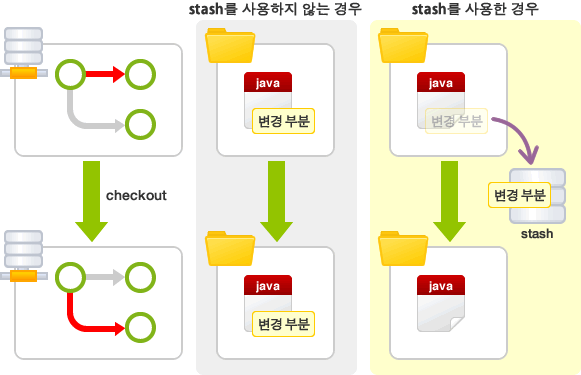 stash를 사용하지 않는 경우
stash를 사용한 경우
java
변경 부분
java
변경 부분
checkout
변경 부분
stash
java
변경 부분
java